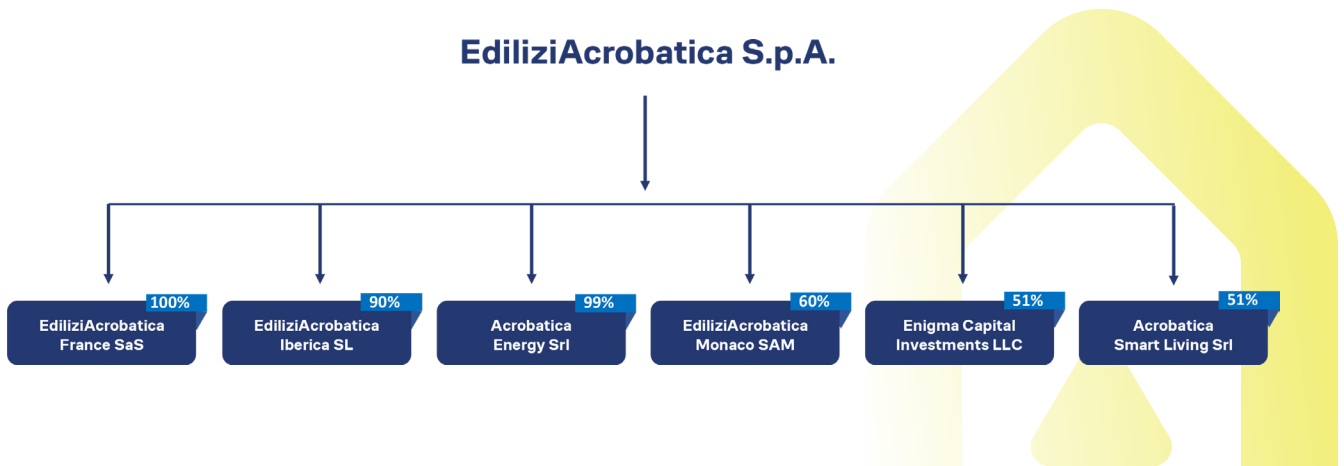 EdiliziAcrobatica S.p.A.
100%
EdiliziAcrobatica
France SaS
90%
EdiliziAcrobatica
Iberica SL
99%
Acrobatica
Energy Srl
60%
EdiliziAcrobatica
Monaco SAM
51%
Enigma Capital
Investments LLC
51%
Acrobatica
Smart Living Srl